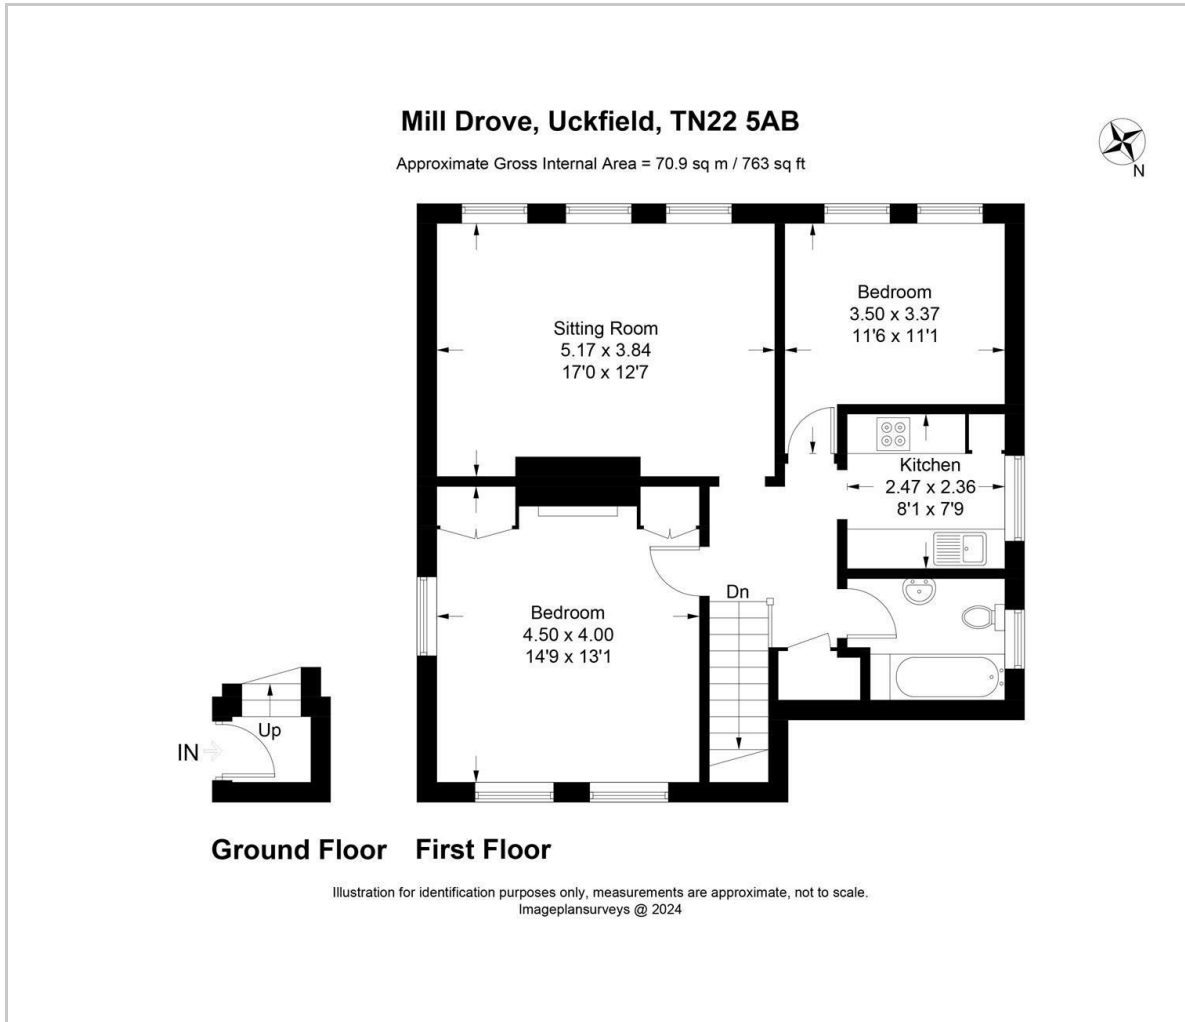 Mill Drove, Uckfield, TN22 5AB
Approximate Gross Internal Area = 70.9 sq m / 763 sq ft
N
Sitting Room
5.17 x 3.84
17'0 x 12'7
Bedroom
3.50 x 3.37
11'6 x 11'1
Kitchen
2.47 x 2.36
8'1 x 7'9
Dn
Bedroom
4.50 x 4.00
14'9 x 13'1
Up
IN
Ground Floor
First Floor
Illustration for identification purposes only, measurements are approximate, not to scale.
Imageplansurveys @ 2024